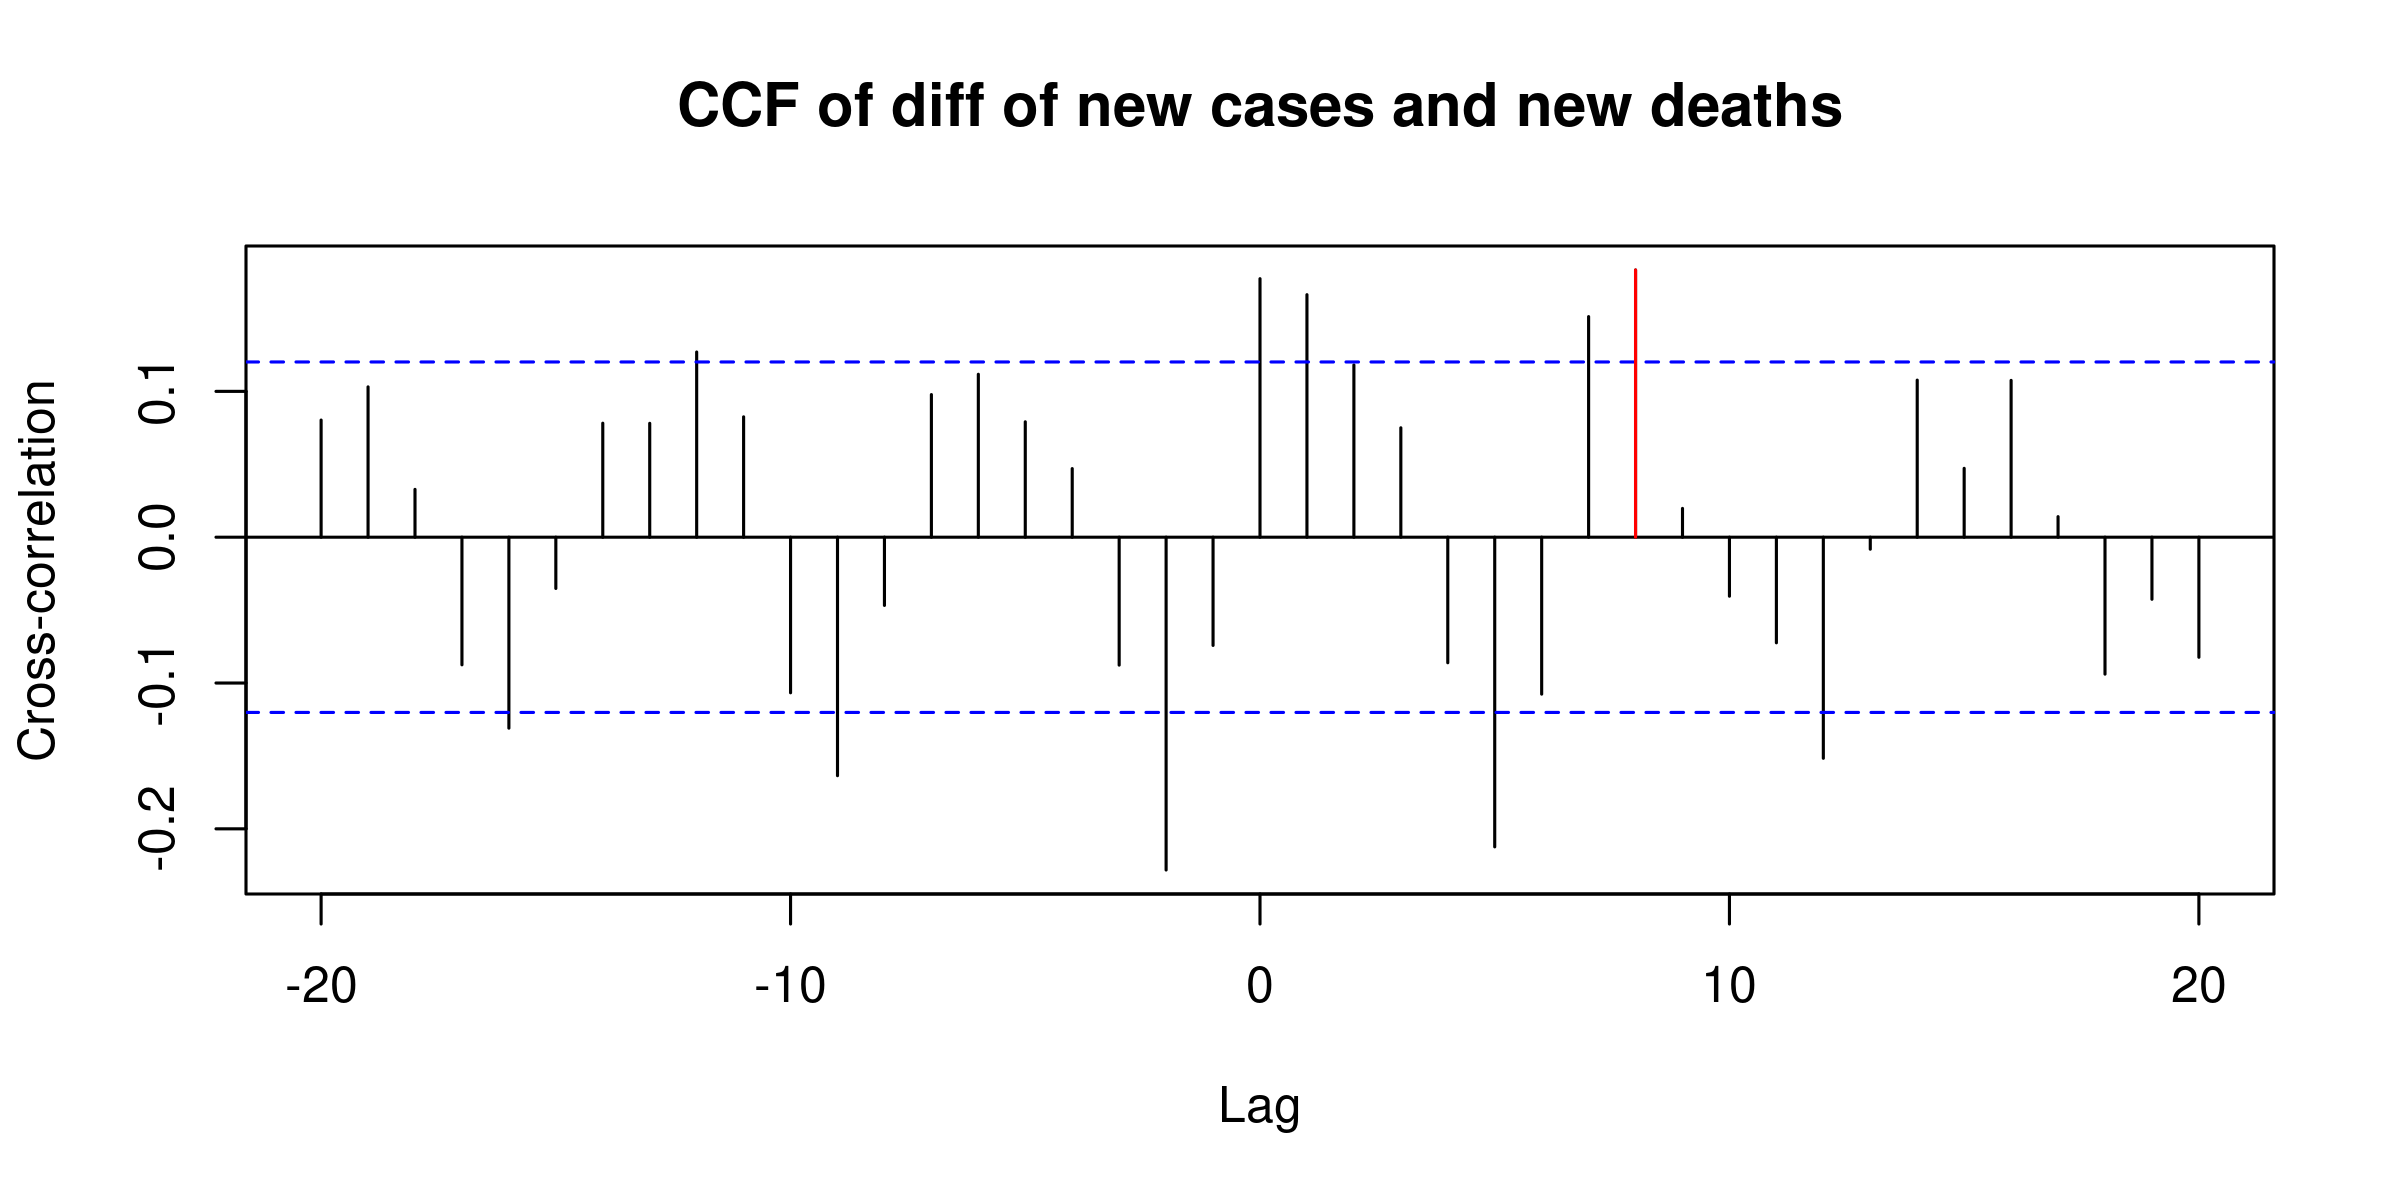 CCF of diff of new cases and new deaths
Cross-correlation
0.1
0.0
-0.1
-0.2
-20 -10 0 10 20
Lag